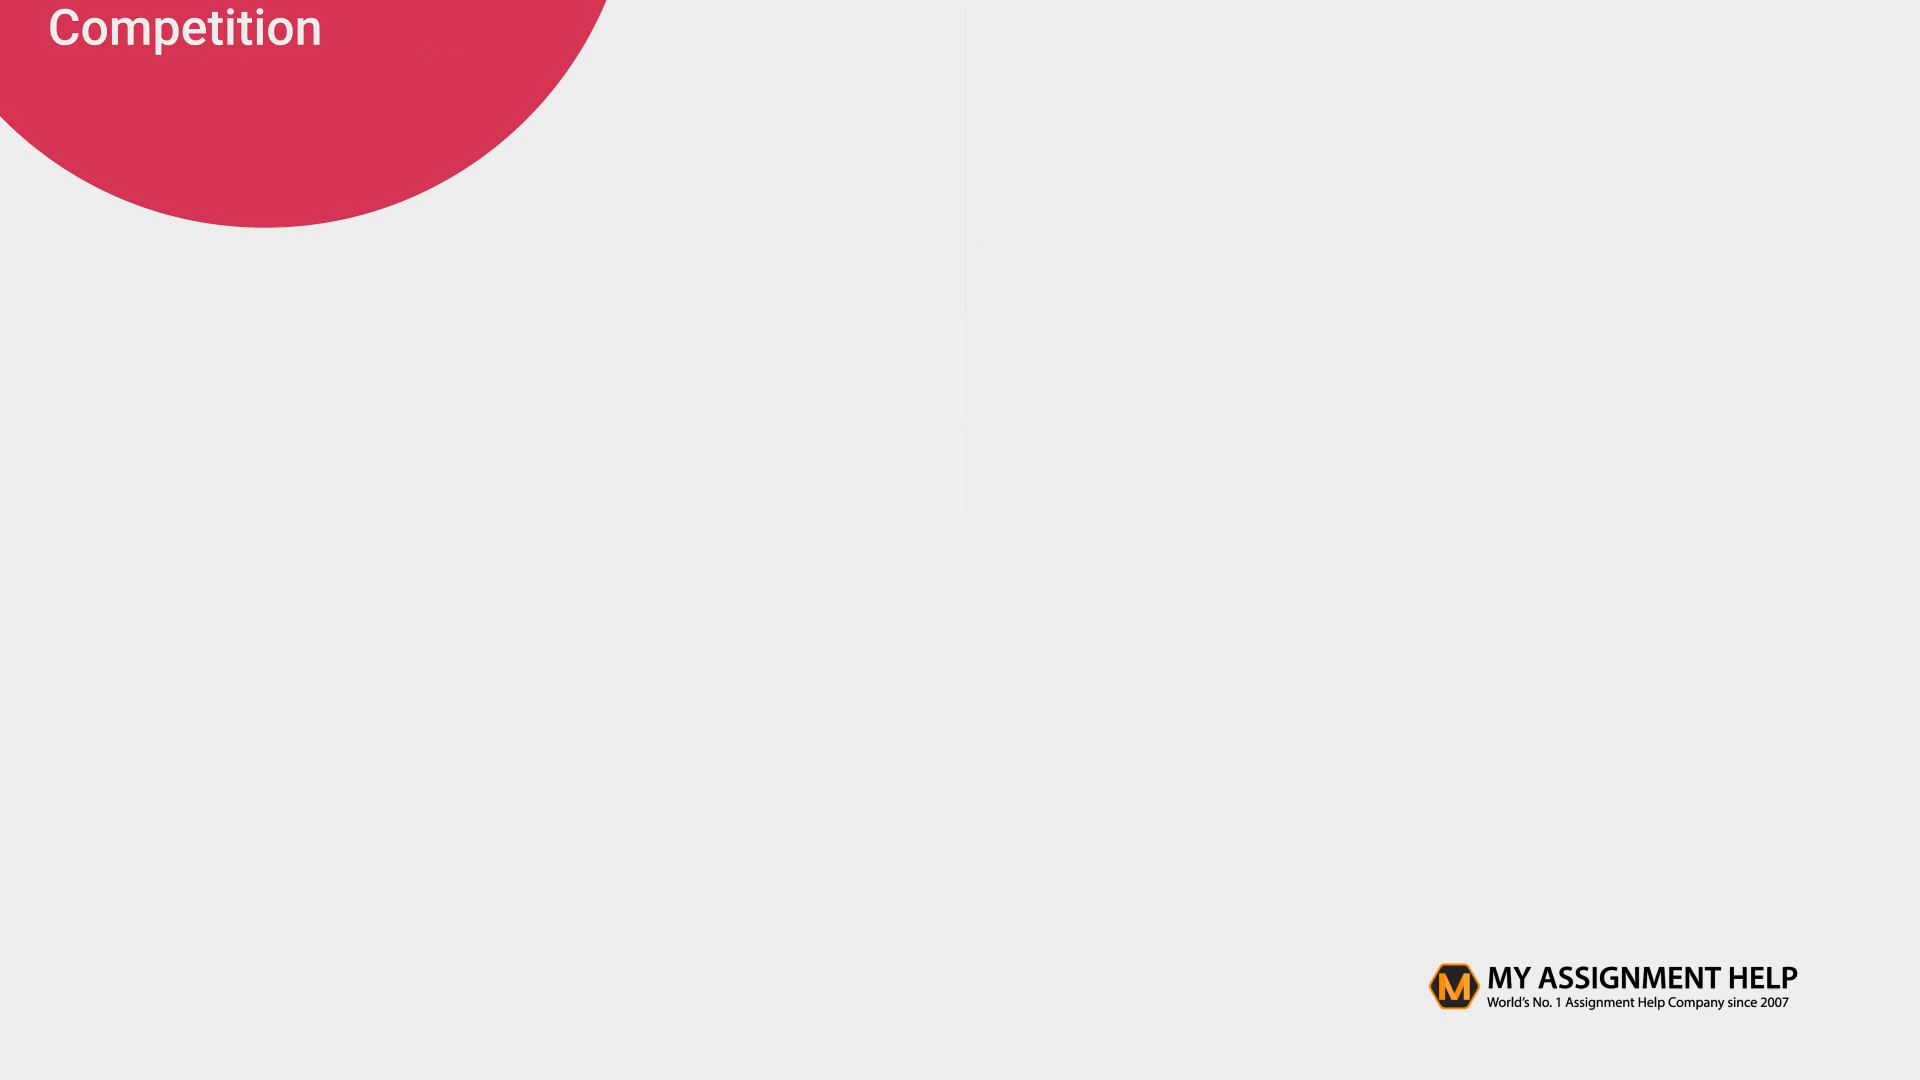 Competition
MY ASSIGNMENT HELP
World's No. 1 Assignment Help Company since 2007